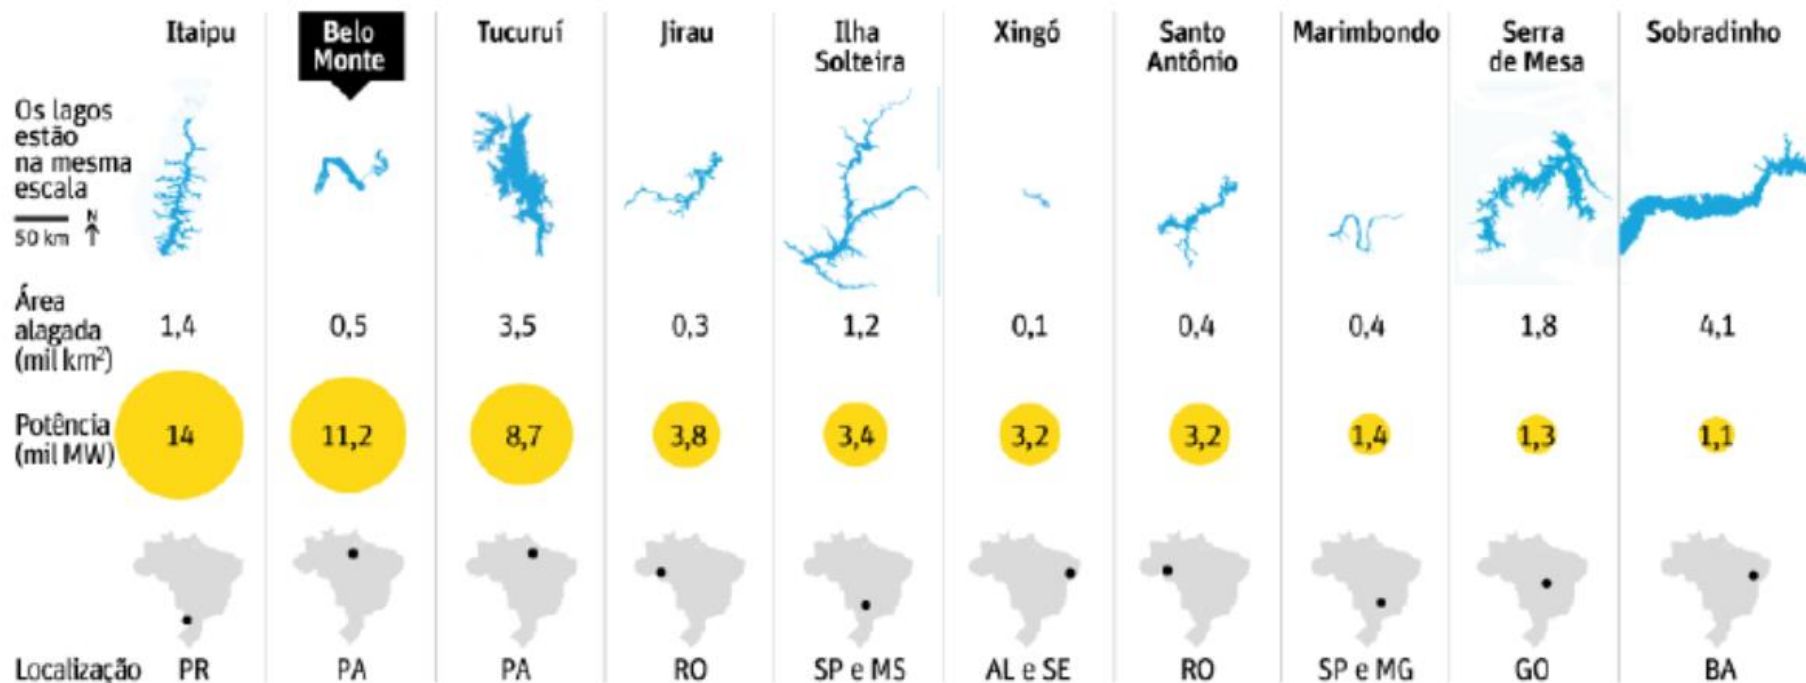 Itaipu
Belo
Monte
Tucuruí
Jirau
Ilha
Solteira
Xingó
Santo
Antônio
Marimbondo
Serra
de Mesa
Sobradinho
Os lagos
estão
na mesma
escala
50 km
N
Área
alagada
(mil km²)
1,4
0,5
3,5
0,3
1,2
0,1
0,4
0,4
1,8
4,1
Potência
(mil MW)
14
11,2
8,7
3,8
3,4
3,2
3,2
1,4
1,3
1,1
Localização
PR
PA
PA
RO
SP e MS
AL e SE
RO
SP e MG
GO
BA